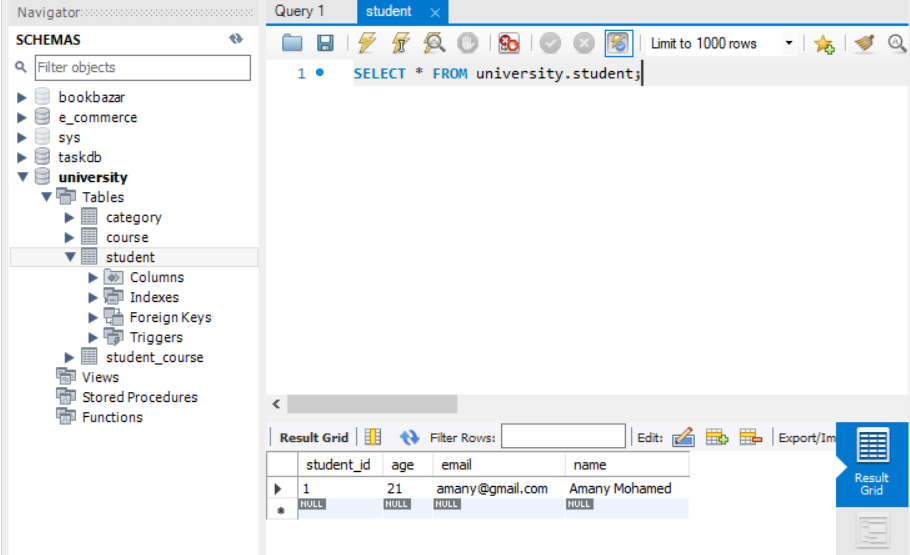 Navigator
SCHEMAS
Filter objects
bookbazar
e_commerce
sys
taskdb
university
Tables
category
course
student
Columns
Indexes
Foreign Keys
Triggers
student_course
Views
Stored Procedures
Functions
Query 1
student
Limit to 1000 rows
1
SELECT * FROM university.student;
Result Grid
Filter Rows:
Edit:
Export/Im
student_id age email name
1 21 amany@gmail.com Amany Mohamed
NULL NULL NULL NULL
Result
Grid